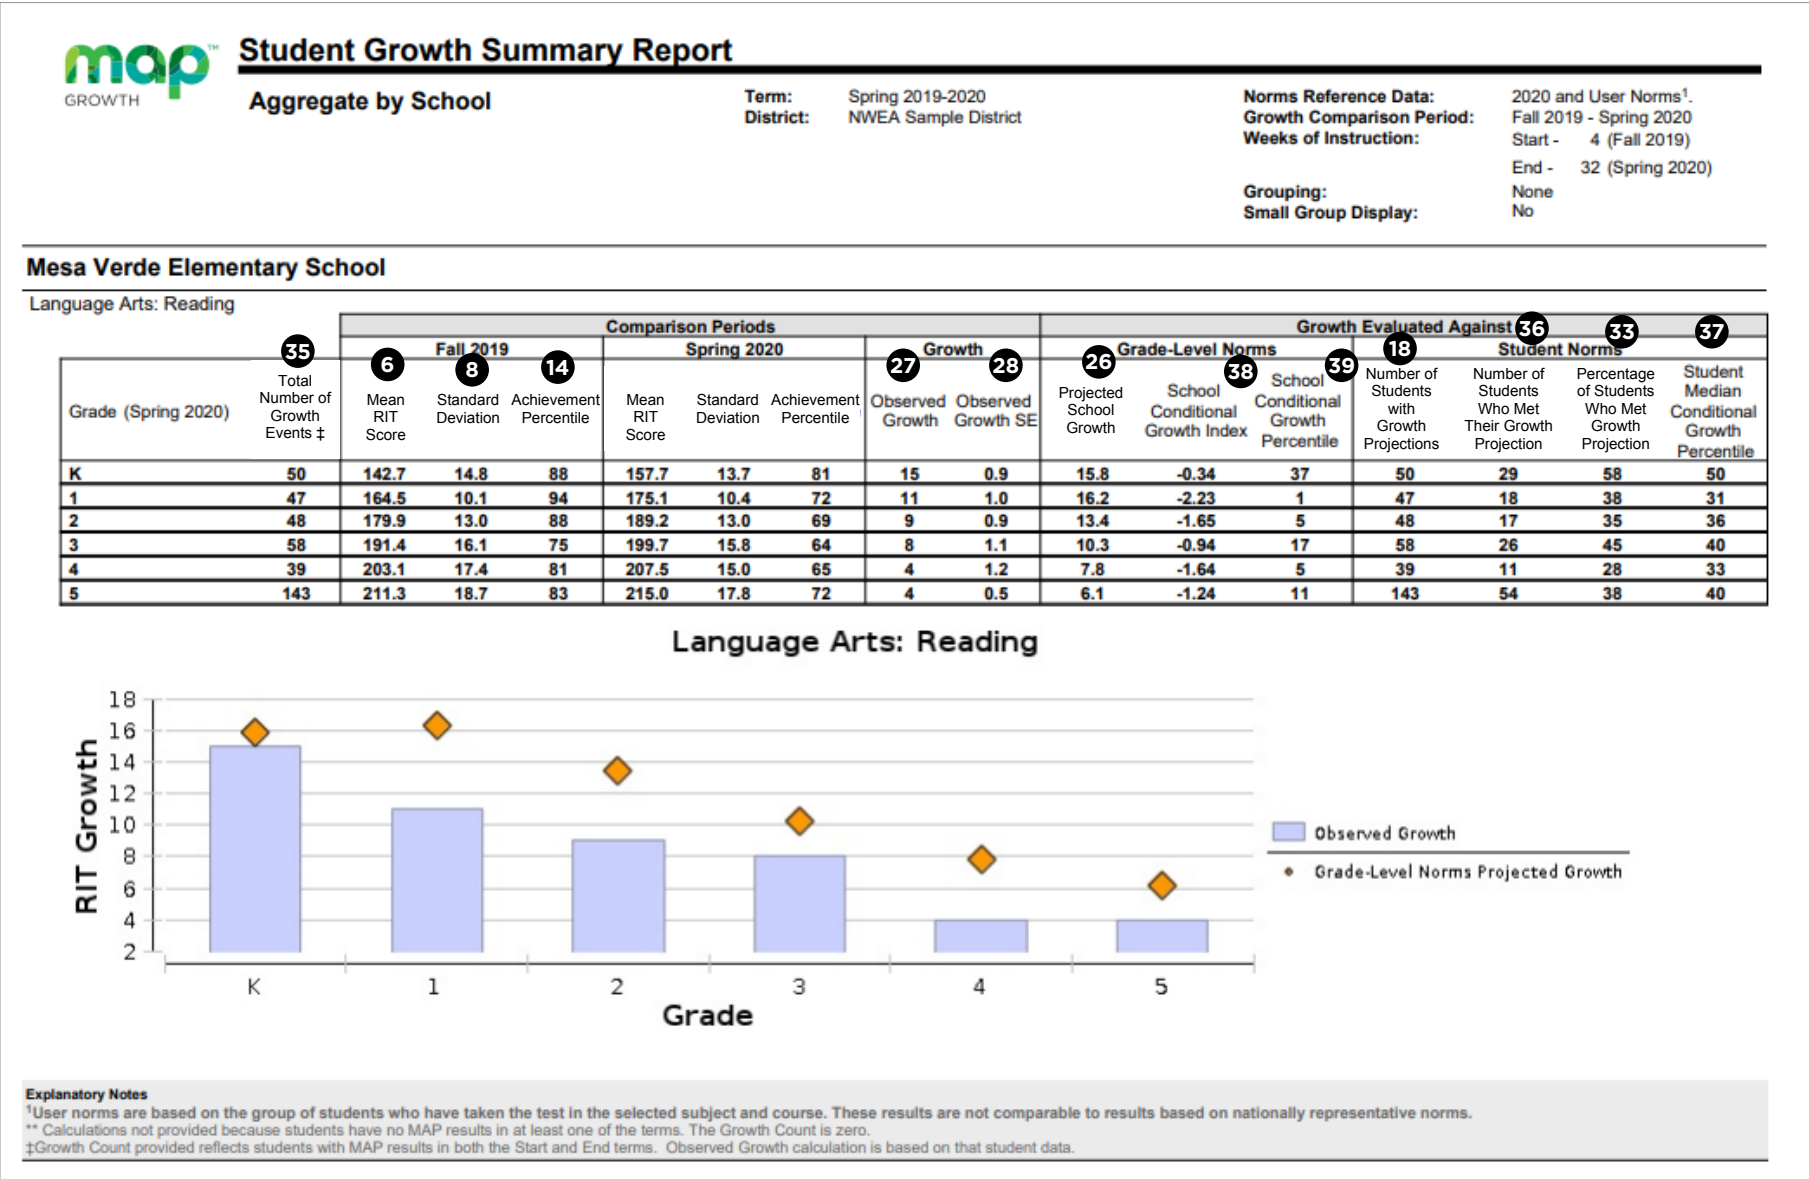 map™
GROWTH
Student Growth Summary Report
Aggregate by School
Term: Spring 2019-2020
District: NWEA Sample District
Norms Reference Data: 2020 and User Norms¹.
Growth Comparison Period: Fall 2019 - Spring 2020
Weeks of Instruction: Start - 4 (Fall 2019)
End - 32 (Spring 2020)
Grouping: None
Small Group Display: No
Mesa Verde Elementary School
Language Arts: Reading
Comparison Periods Growth Evaluated Against
Fall 2019 Spring 2020 Growth Grade-Level Norms Student Norms
35 6 8 14 27 28 26 38 39 18 36 33 37
Grade (Spring 2020)
Total
Number of
Growth
Events ‡
Mean
RIT
Score
Standard
Deviation
Achievement
Percentile
Mean
RIT
Score
Standard
Deviation
Achievement
Percentile
Observed
Growth
Observed
Growth SE
Projected
School
Growth
School
Conditional
Growth Index
School
Conditional
Growth
Percentile
Number of
Students
with
Growth
Projections
Number of
Students
Who Met
Their Growth
Projection
Percentage
of Students
Who Met
Growth
Projection
Student
Median
Conditional
Growth
Percentile
K 50 142.7 14.8 88 157.7 13.7 81 15 0.9 15.8 -0.34 37 50 29 58 50
1 47 164.5 10.1 94 175.1 10.4 72 11 1.0 16.2 -2.23 1 47 18 38 31
2 48 179.9 13.0 88 189.2 13.0 69 9 0.9 13.4 -1.65 5 48 17 35 36
3 58 191.4 16.1 75 199.7 15.8 64 8 1.1 10.3 -0.94 17 58 26 45 40
4 39 203.1 17.4 81 207.5 15.0 65 4 1.2 7.8 -1.64 5 39 11 28 33
5 143 211.3 18.7 83 215.0 17.8 72 4 0.5 6.1 -1.24 11 143 54 38 40
Language Arts: Reading
RIT Growth
18
16
14
12
10
8
6
4
2
K 1 2 3 4 5
Grade
Observed Growth
Grade-Level Norms Projected Growth
Explanatory Notes
¹User norms are based on the group of students who have taken the test in the selected subject and course. These results are not comparable to results based on nationally representative norms.
** Calculations not provided because students have no MAP results in at least one of the terms. The Growth Count is zero.
‡Growth Count provided reflects students with MAP results in both the Start and End terms. Observed Growth calculation is based on that student data.